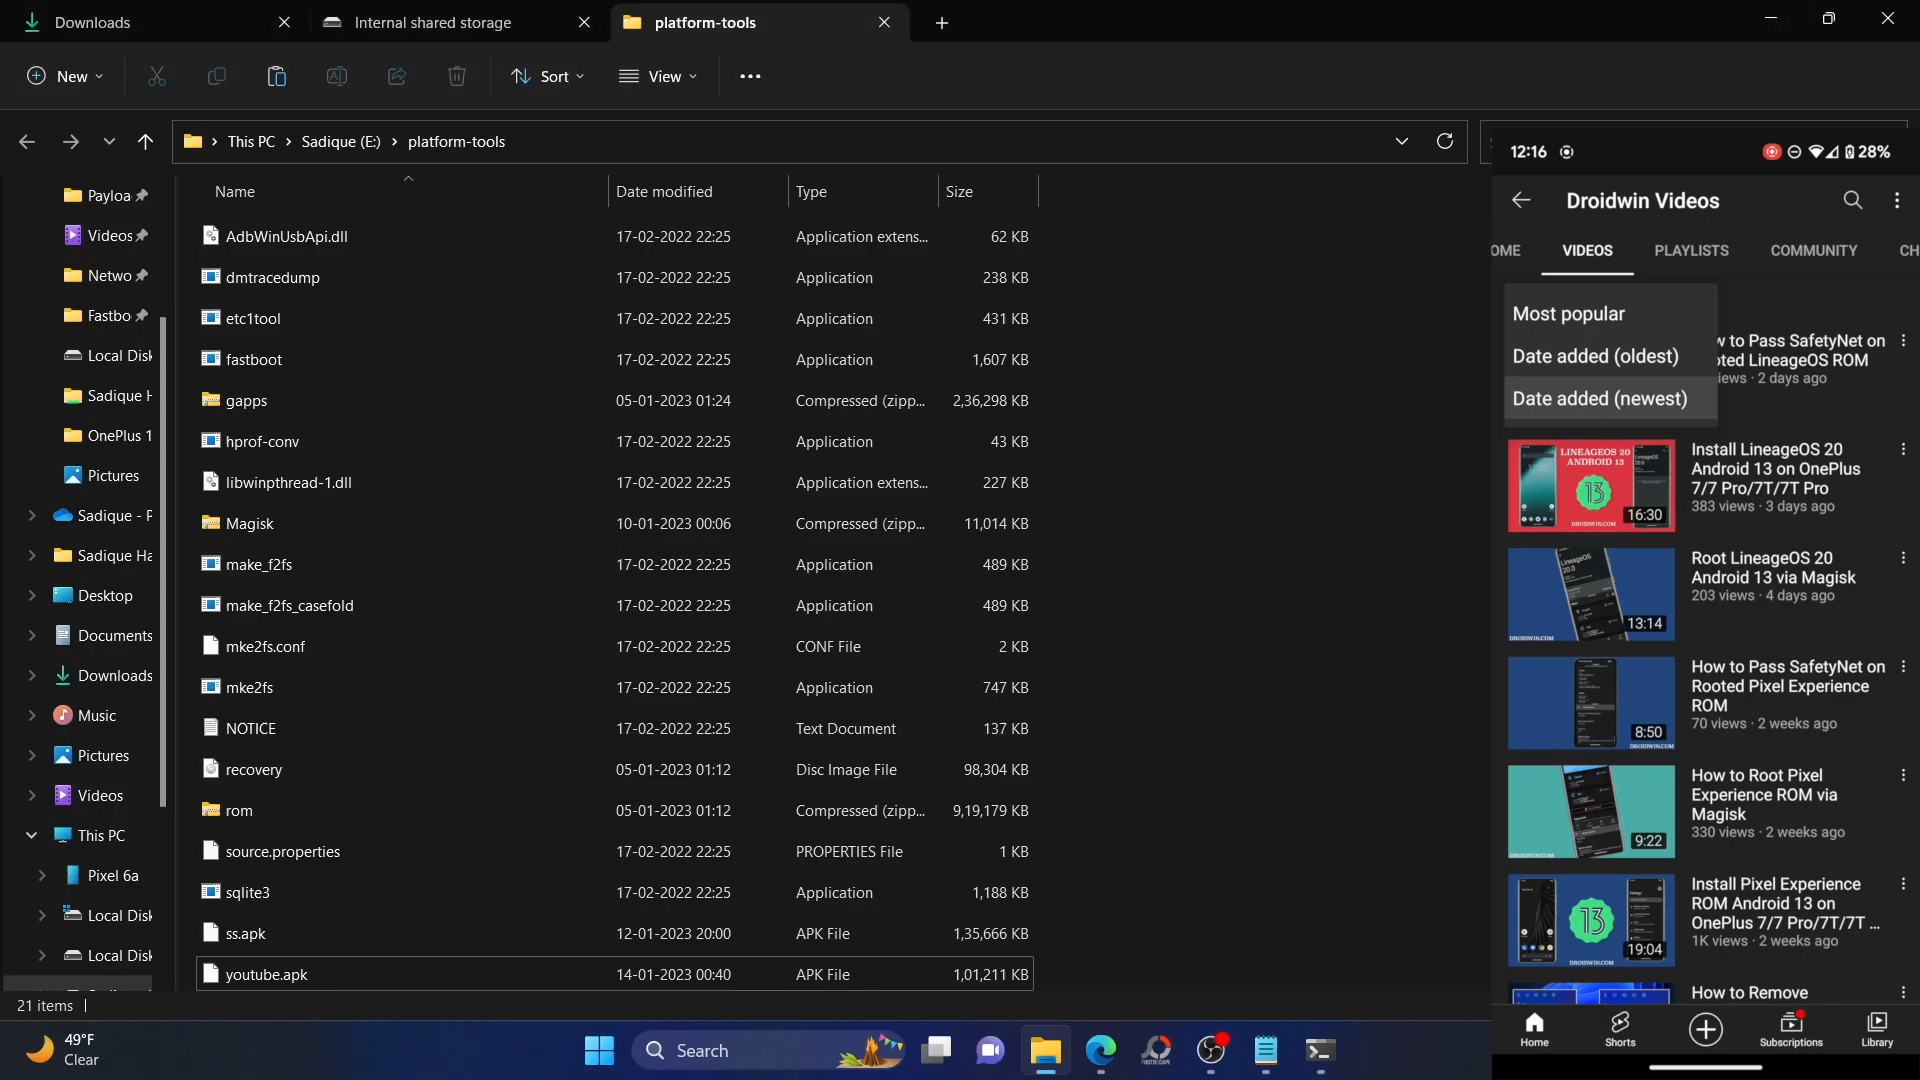 Downloads
Internal shared storage
platform-tools
New
Sort
View
This PC
Sadique (E:)
platform-tools
Payloa
Videos
Netwo
Fastbo
Local Disk
Sadique H
OnePlus 1
Pictures
Sadique - P
Sadique Ha
Desktop
Documents
Downloads
Music
Pictures
Videos
This PC
Pixel 6a
Local Disk
Local Disk
Name Date modified Type Size
AdbWinUsbApi.dll 17-02-2022 22:25 Application extens... 62 KB
dmtracedump 17-02-2022 22:25 Application 238 KB
etc1tool 17-02-2022 22:25 Application 431 KB
fastboot 17-02-2022 22:25 Application 1,607 KB
gapps 05-01-2023 01:24 Compressed (zipp... 2,36,298 KB
hprof-conv 17-02-2022 22:25 Application 43 KB
libwinpthread-1.dll 17-02-2022 22:25 Application extens... 227 KB
Magisk 10-01-2023 00:06 Compressed (zipp... 11,014 KB
make_f2fs 17-02-2022 22:25 Application 489 KB
make_f2fs_casefold 17-02-2022 22:25 Application 489 KB
mke2fs.conf 17-02-2022 22:25 CONF File 2 KB
mke2fs 17-02-2022 22:25 Application 747 KB
NOTICE 17-02-2022 22:25 Text Document 137 KB
recovery 05-01-2023 01:12 Disc Image File 98,304 KB
rom 05-01-2023 01:12 Compressed (zipp... 9,19,179 KB
source.properties 17-02-2022 22:25 PROPERTIES File 1 KB
sqlite3 17-02-2022 22:25 Application 1,188 KB
ss.apk 12-01-2023 20:00 APK File 1,35,666 KB
youtube.apk 14-01-2023 00:40 APK File 1,01,211 KB
21 items
49°F
Clear
Search
12:16
28%
Droidwin Videos
OME VIDEOS PLAYLISTS COMMUNITY CH
Most popular
Date added (oldest)
Date added (newest)
w to Pass SafetyNet on
ted LineageOS ROM
iews · 2 days ago
LINEAGEOS 20
ANDROID 13
13
DROIDWIN.COM
16:30
Install LineageOS 20
Android 13 on OnePlus
7/7 Pro/7T/7T Pro
383 views · 3 days ago
DROIDWIN.COM
13:14
Root LineageOS 20
Android 13 via Magisk
203 views · 4 days ago
8:50
DROIDWIN.COM
How to Pass SafetyNet on
Rooted Pixel Experience
ROM
70 views · 2 weeks ago
DROIDWIN.COM
9:22
How to Root Pixel
Experience ROM via
Magisk
330 views · 2 weeks ago
13
DROIDWIN.COM
19:04
Install Pixel Experience
ROM Android 13 on
OnePlus 7/7 Pro/7T/7T ...
1K views · 2 weeks ago
How to Remove
Home
Shorts
Subscriptions
Library